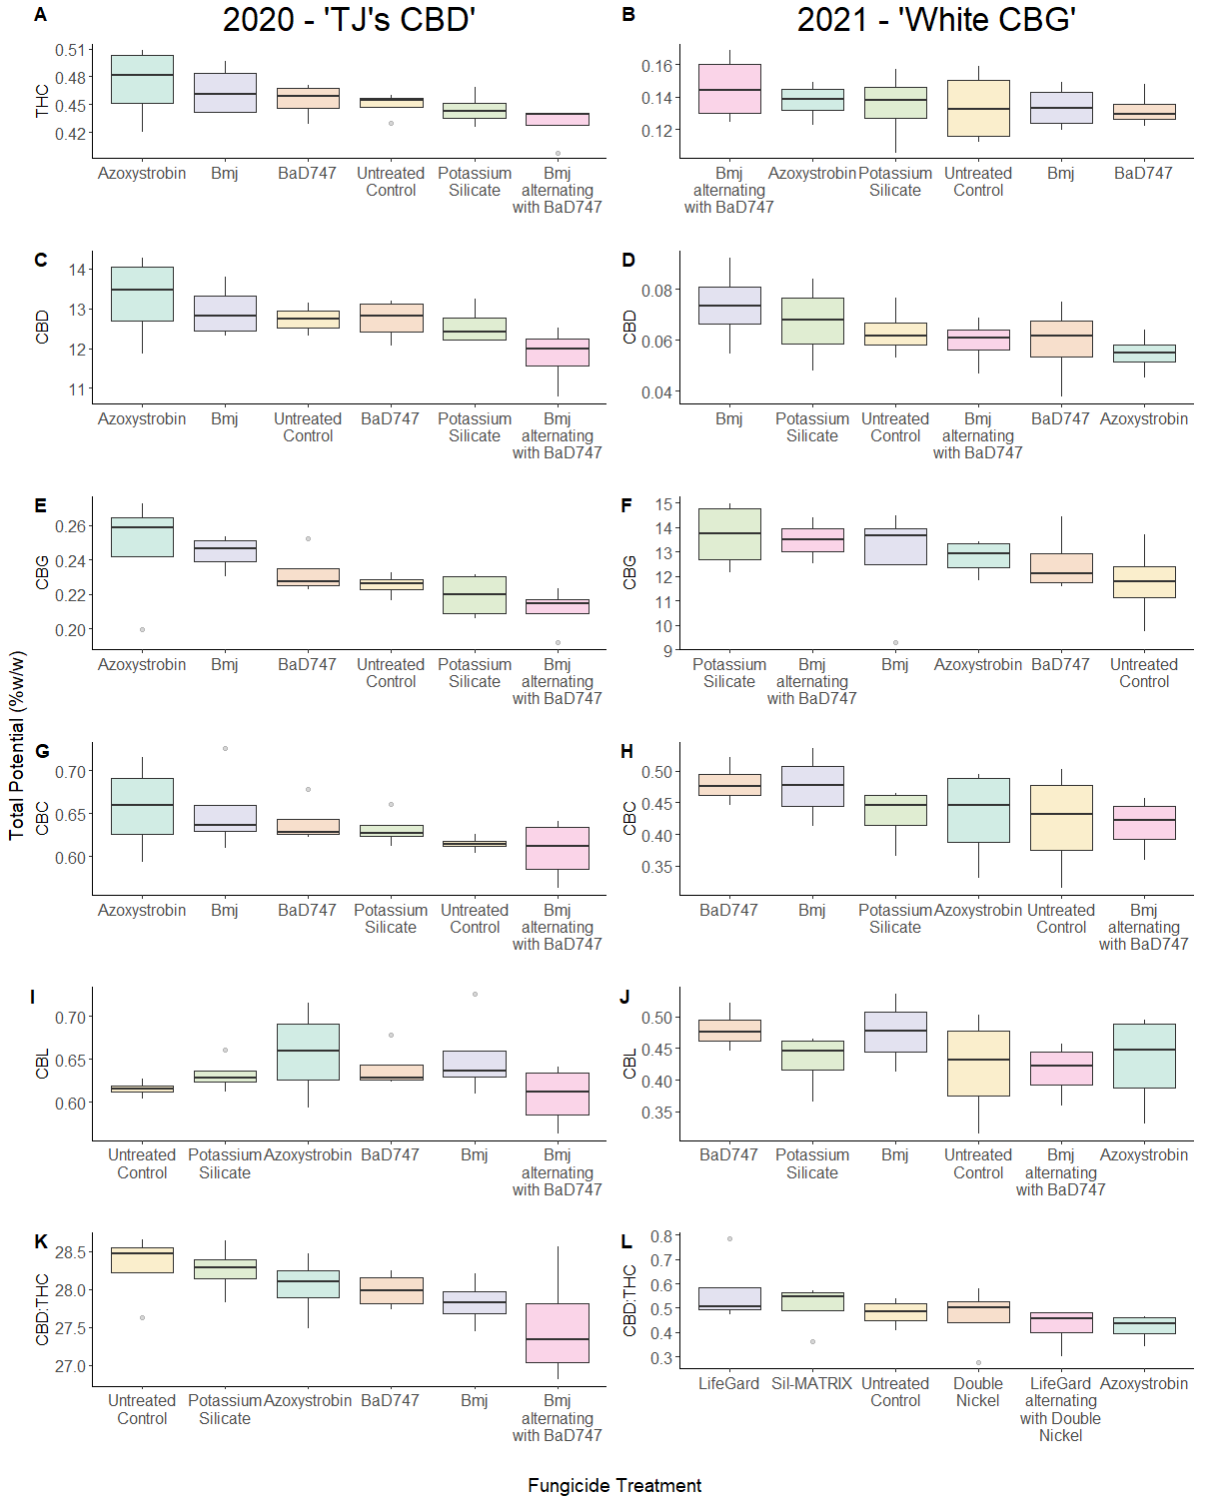 A 2020 - 'TJ's CBD' B 2021 - 'White CBG'
Total Potential (%w/w)
THC
0.51
0.48
0.45
0.42
Azoxystrobin Bmj BaD747 Untreated Potassium Bmj
Control Silicate alternating
with BaD747
THC
0.16
0.14
0.12
Bmj Azoxystrobin Potassium Untreated Bmj BaD747
alternating Silicate Control
with BaD747
C
CBD
14
13
12
11
Azoxystrobin Bmj Untreated BaD747 Potassium Bmj
Control Silicate alternating
with BaD747
D
CBD
0.08
0.06
0.04
Bmj Potassium Untreated Bmj BaD747 Azoxystrobin
Silicate Control alternating
with BaD747
E
CBG
0.26
0.24
0.22
0.20
Azoxystrobin Bmj BaD747 Untreated Potassium Bmj
Control Silicate alternating
with BaD747
F
CBG
15
14
13
12
11
10
9
Potassium Bmj Bmj Azoxystrobin BaD747 Untreated
Silicate alternating Control
with BaD747
G
CBC
0.70
0.65
0.60
Azoxystrobin Bmj BaD747 Potassium Untreated Bmj
Silicate Control alternating
with BaD747
H
CBC
0.50
0.45
0.40
0.35
BaD747 Bmj Potassium Azoxystrobin Untreated Bmj
Silicate Control alternating
with BaD747
I
CBL
0.70
0.65
0.60
Untreated Potassium Azoxystrobin BaD747 Bmj Bmj
Control Silicate alternating
with BaD747
J
CBL
0.50
0.45
0.40
0.35
BaD747 Potassium Bmj Untreated Bmj Azoxystrobin
Silicate Control alternating
with BaD747
K
CBD:THC
28.5
28.0
27.5
27.0
Untreated Potassium Azoxystrobin BaD747 Bmj Bmj
Control Silicate alternating
with BaD747
L
CBD:THC
0.8
0.7
0.6
0.5
0.4
0.3
LifeGard Sil-MATRIX Untreated Double LifeGard Azoxystrobin
Control Nickel alternating
with Double
Nickel
Fungicide Treatment